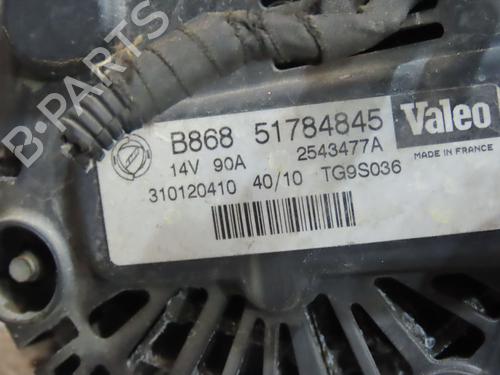 B-PARTS
B868 51784845
Valeo
14V 90A 2543477A
MADE IN FRANCE
310120410 40/10 TG9S036